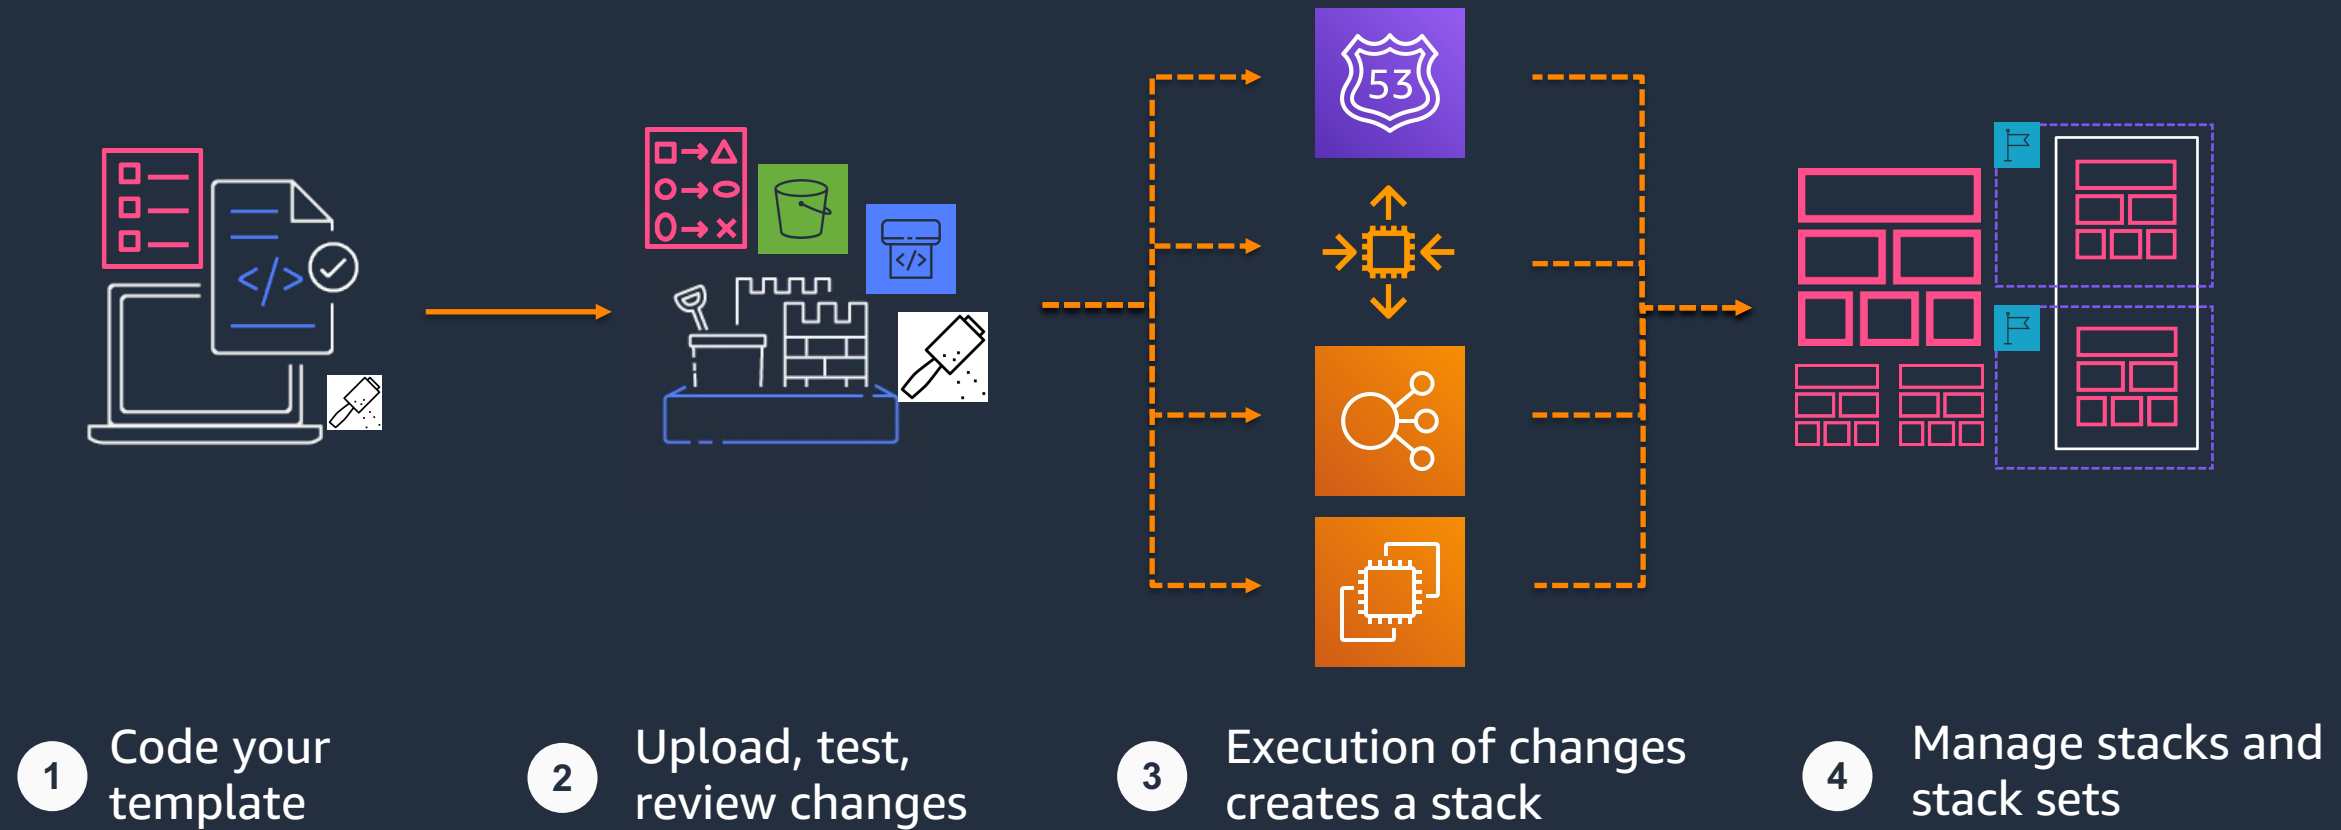 53
</>
</>
1
Code your
template
2
Upload, test,
review changes
3
Execution of changes
creates a stack
4
Manage stacks and
stack sets